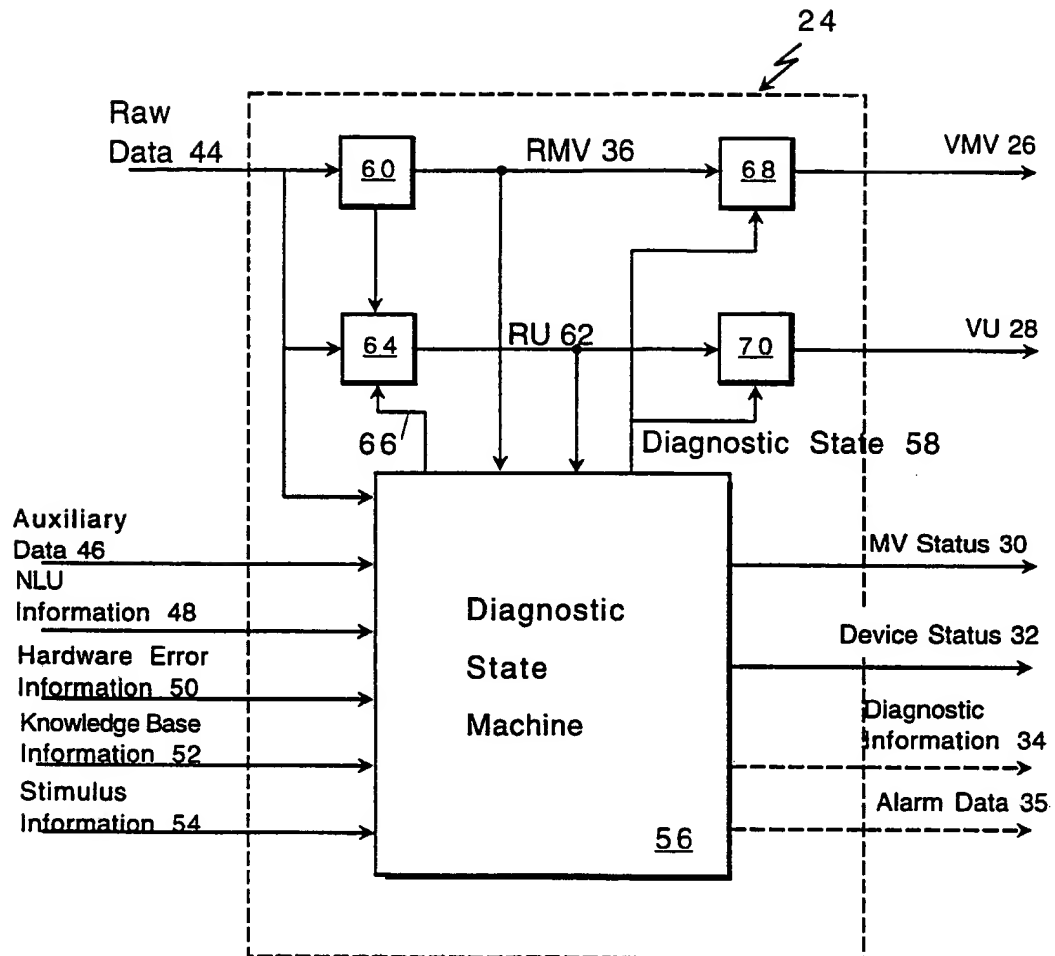 24
Raw
Data 44
RMV 36
VMV 26
60
68
RU 62
VU 28
64
70
66
Diagnostic State 58
Auxiliary
Data 46
NLU
Information 48
Hardware Error
Information 50
Knowledge Base
Information 52
Stimulus
Information 54
Diagnostic
State
Machine
56
MV Status 30
Device Status 32
Diagnostic
Information 34
Alarm Data 35